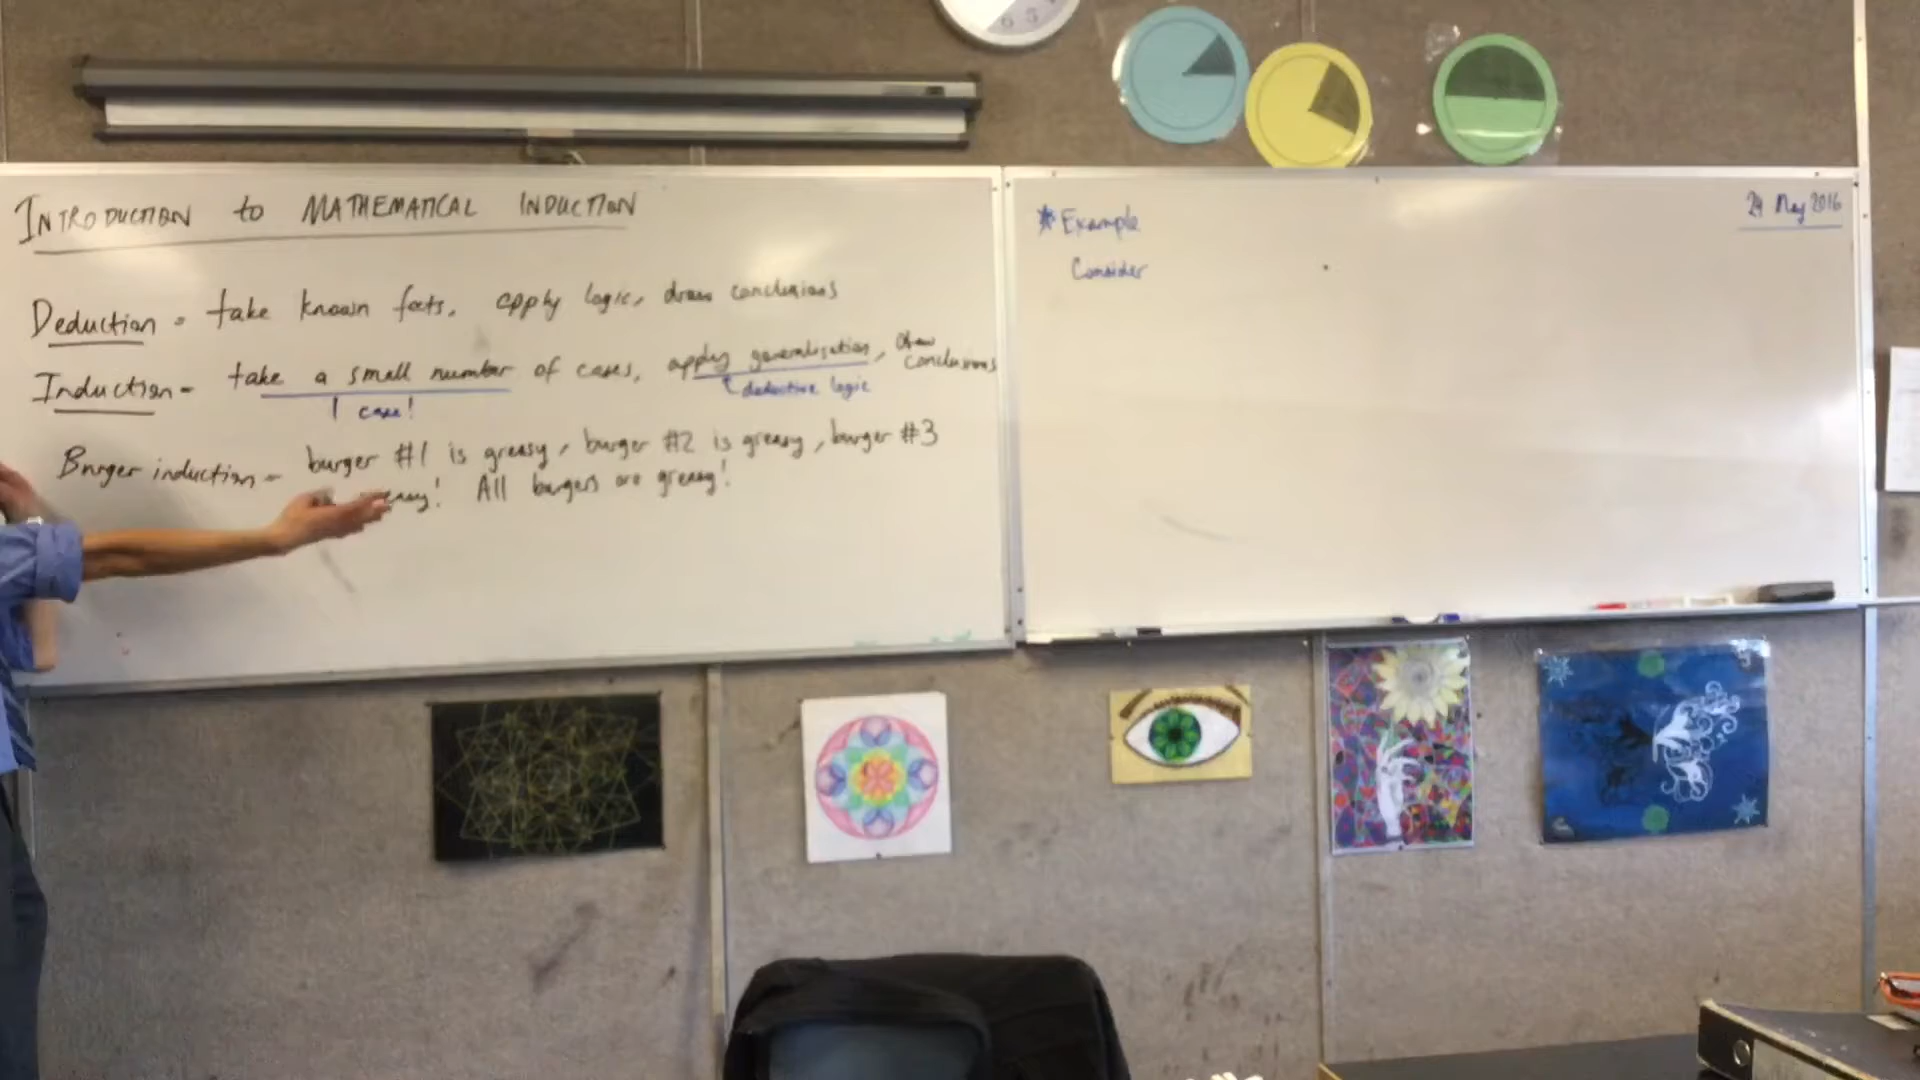 INTRODUCTION to MATHEMATICAL INDUCTION
Deduction - take known facts, apply logic, draw conclusions
Induction - take a small number of cases, apply generalisation, draw conclusions
1 case!
deductive logic
Burger induction - burger #1 is greasy, burger #2 is greasy, burger #3
greasy! All burgers are greasy!
24 May 2016
* Example
Consider